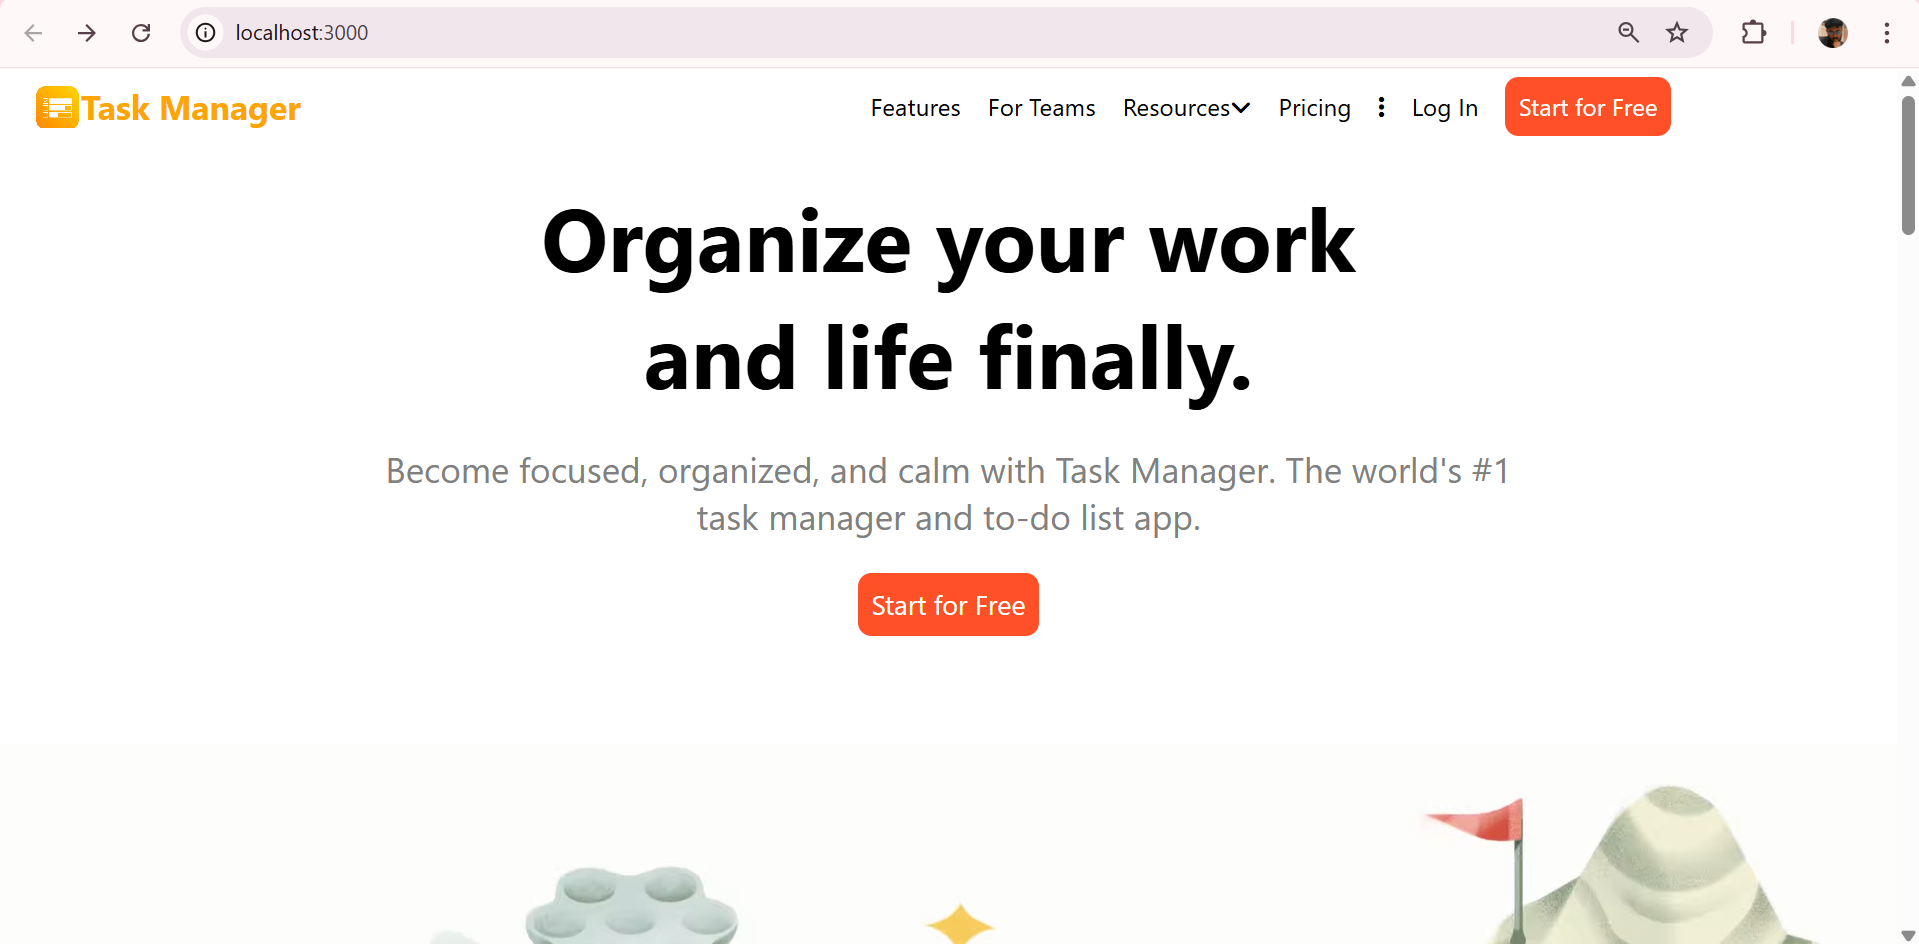 localhost:3000
Task Manager
Features For Teams Resources Pricing Log In Start for Free
Organize your work
and life finally.
Become focused, organized, and calm with Task Manager. The world's #1
task manager and to-do list app.
Start for Free